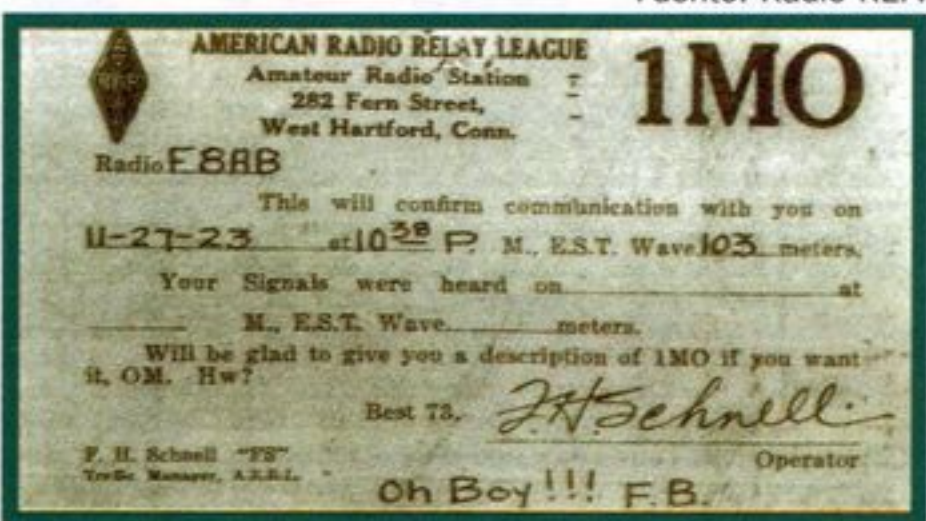 AMERICAN RADIO RELAY LEAGUE
Amateur Radio Station
282 Fern Street,
West Hartford, Conn.
1MO
Radio F8AB
This will confirm communication with you on
11-27-23 at 10 38 P. M., E.S.T. Wave 103 meters.
Your Signals were heard on at
M., E.S.T. Wave meters.
Will be glad to give you a description of 1MO if you want
it, OM. Hw?
Best 73. F.H. Schnell
F. H. Schnell "FS"
Operator
Traffic Manager, A.R.R.L.
Oh Boy!!! F.B.